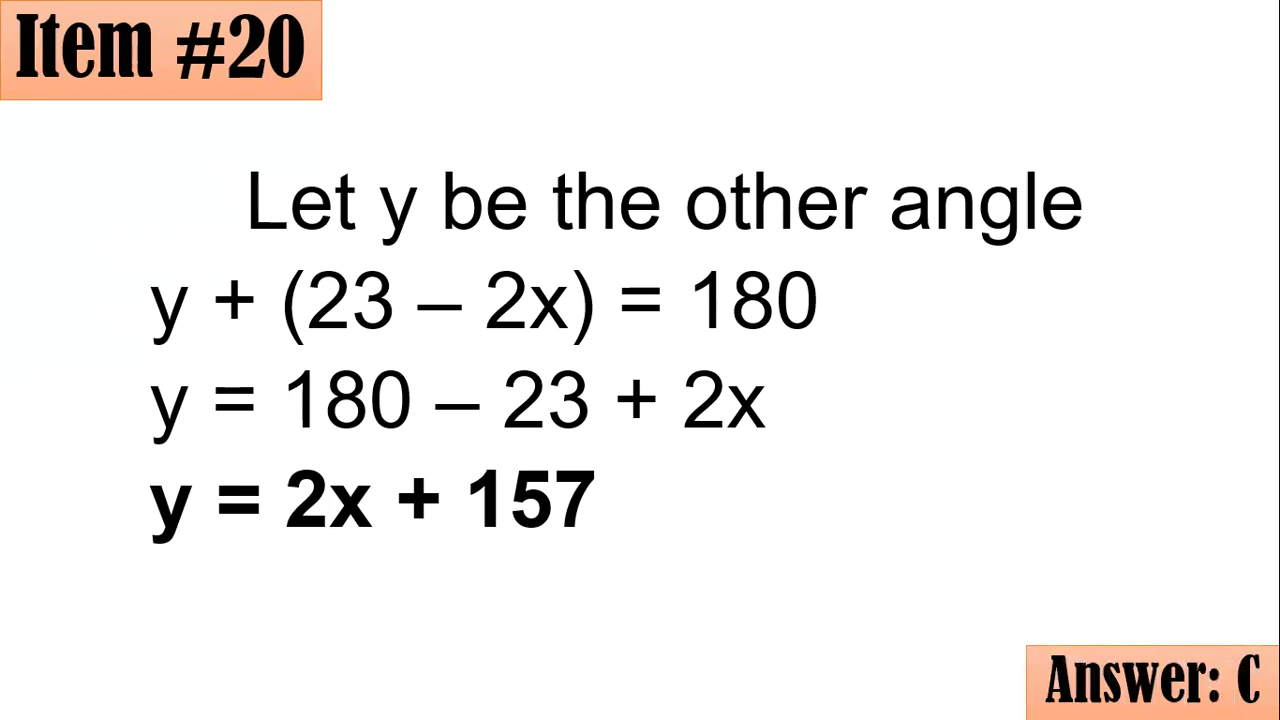 Item #20
Let y be the other angle
y + (23 – 2x) = 180
y = 180 – 23 + 2x
y = 2x + 157
Answer: C